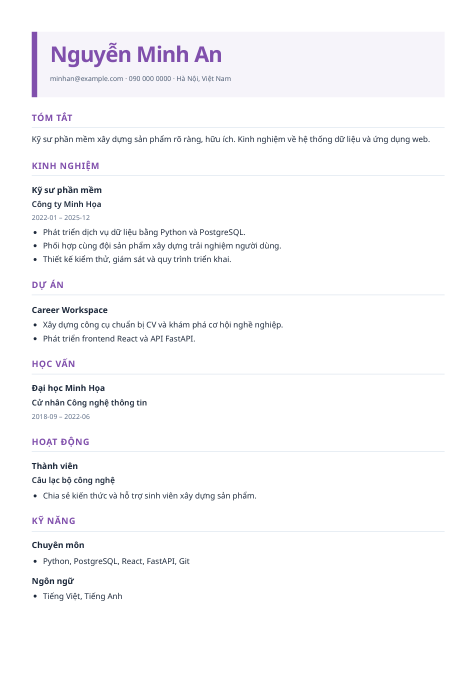 Nguyễn Minh An
minhan@example.com · 090 000 0000 · Hà Nội, Việt Nam
TÓM TẮT
Kỹ sư phần mềm xây dựng sản phẩm rõ ràng, hữu ích. Kinh nghiệm về hệ thống dữ liệu và ứng dụng web.
KINH NGHIỆM
Kỹ sư phần mềm
Công ty Minh Họa
2022-01 – 2025-12
• Phát triển dịch vụ dữ liệu bằng Python và PostgreSQL.
• Phối hợp cùng đội sản phẩm xây dựng trải nghiệm người dùng.
• Thiết kế kiểm thử, giám sát và quy trình triển khai.
DỰ ÁN
Career Workspace
• Xây dựng công cụ chuẩn bị CV và khám phá cơ hội nghề nghiệp.
• Phát triển frontend React và API FastAPI.
HỌC VẤN
Đại học Minh Họa
Cử nhân Công nghệ thông tin
2018-09 – 2022-06
HOẠT ĐỘNG
Thành viên
Câu lạc bộ công nghệ
• Chia sẻ kiến thức và hỗ trợ sinh viên xây dựng sản phẩm.
KỸ NĂNG
Chuyên môn
• Python, PostgreSQL, React, FastAPI, Git
Ngôn ngữ
• Tiếng Việt, Tiếng Anh